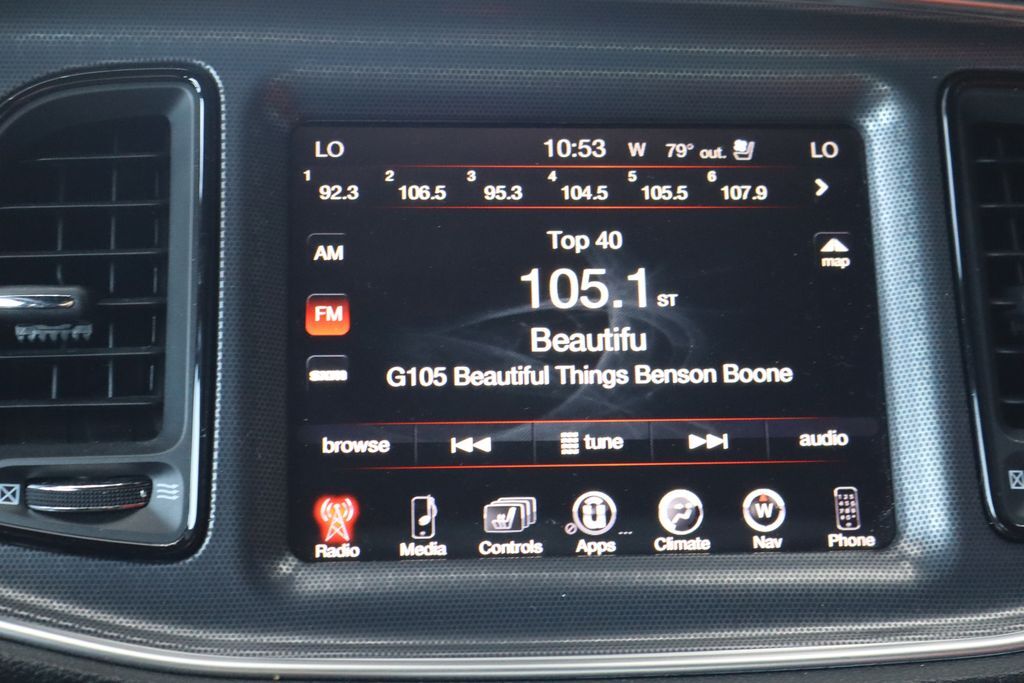 LO 10:53 W 79° out. LO
1 92.3 2 106.5 3 95.3 4 104.5 5 105.5 6 107.9
Top 40
AM
map
105.1 ST
FM
Beautifu
G105 Beautiful Things Benson Boone
browse tune audio
Radio Media Controls Apps ... Climate W Nav Phone